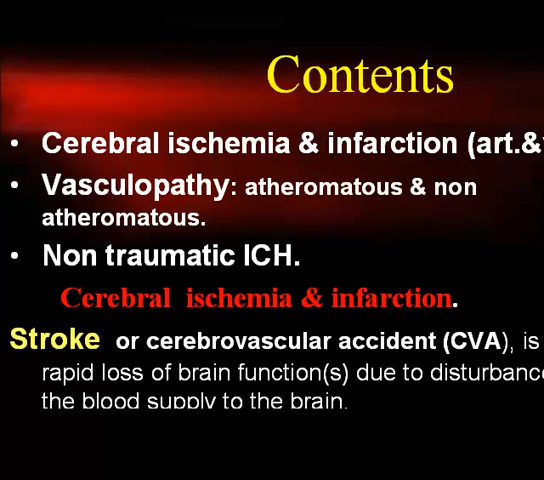 Contents
• Cerebral ischemia & infarction (art.&
• Vasculopathy: atheromatous & non
atheromatous.
• Non traumatic ICH.
Cerebral ischemia & infarction.
Stroke or cerebrovascular accident (CVA), is
rapid loss of brain function(s) due to disturbance
the blood supply to the brain.